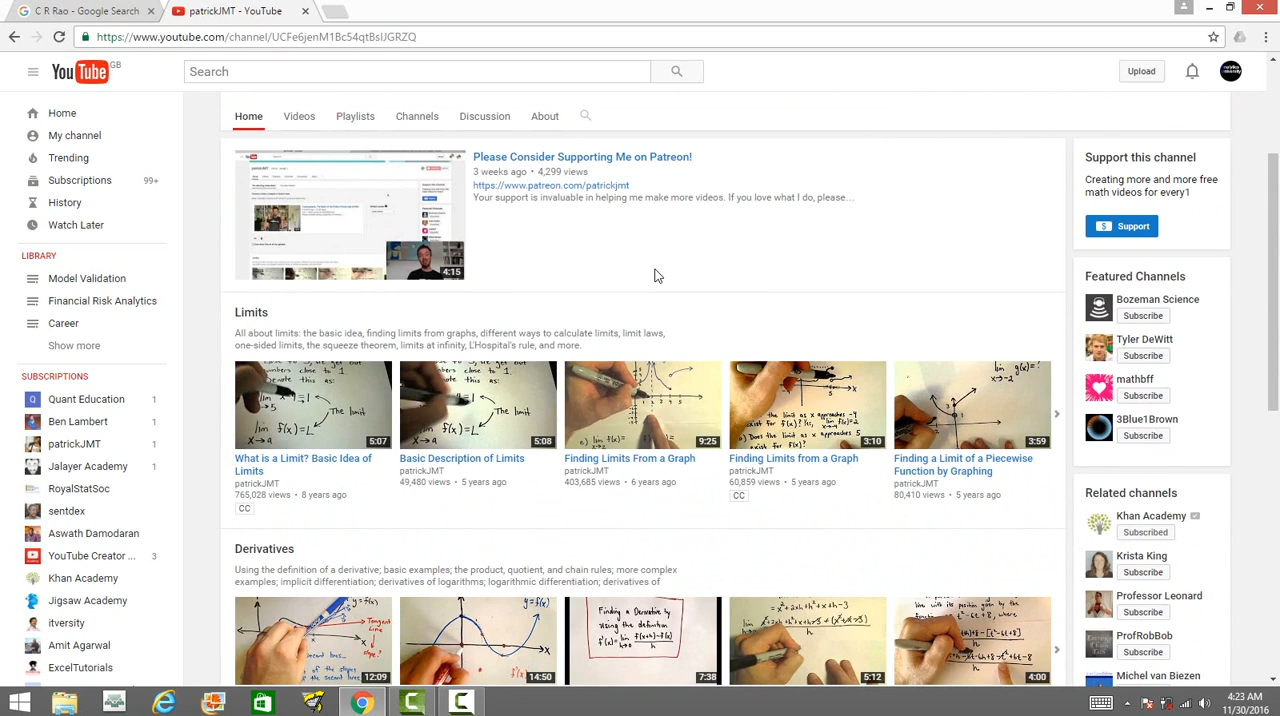 C R Rao - Google Search
patrickJMT - YouTube
https://www.youtube.com/channel/UCFe6jenM1Bc54qtBsIJGRZQ
YouTube GB
Search
Upload
Home
My channel
Trending
Subscriptions 99+
History
Watch Later
LIBRARY
Model Validation
Financial Risk Analytics
Career
Show more
SUBSCRIPTIONS
Quant Education 1
Ben Lambert 1
patrickJMT 1
Jalayer Academy 1
RoyalStatSoc
sentdex
Aswath Damodaran
YouTube Creator ... 3
Khan Academy
Jigsaw Academy
itversity
Amit Agarwal
ExcelTutorials
Home Videos Playlists Channels Discussion About
4:15
Please Consider Supporting Me on Patreon!
3 weeks ago • 4,299 views
https://www.patreon.com/patrickjmt
Your support is invaluable in helping me make more videos. If you love what I do, please...
Limits
All about limits: the basic idea, finding limits from graphs, different ways to calculate limits, limit laws,
one-sided limits, the squeeze theorem, limits at infinity, L'Hospital's rule, and more.
The limit
5:07
What is a Limit? Basic Idea of
Limits
patrickJMT
765,028 views • 8 years ago
CC
The limit
5:08
Basic Description of Limits
patrickJMT
49,480 views • 5 years ago
9:25
Finding Limits From a Graph
patrickJMT
403,685 views • 6 years ago
3:10
Finding Limits from a Graph
patrickJMT
60,859 views • 5 years ago
CC
3:59
Finding a Limit of a Piecewise
Function by Graphing
patrickJMT
80,410 views • 5 years ago
Derivatives
Using the definition of a derivative; basic examples; the product, quotient, and chain rules; more complex
examples; implicit differentiation; derivatives of logarithms; logarithmic differentiation; derivatives of
12:09
12:50
Finding a Derivative by
Using the definition
7:38
5:12
4:00
Support this channel
Creating more and more free
math videos for every1
Support
Featured Channels
Bozeman Science
Subscribe
Tyler DeWitt
Subscribe
mathbff
Subscribe
3Blue1Brown
Subscribe
Related channels
Khan Academy
Subscribed
Krista King
Subscribe
Professor Leonard
Subscribe
ProfRobBob
Subscribe
Michel van Biezen
4:23 AM
11/30/2016